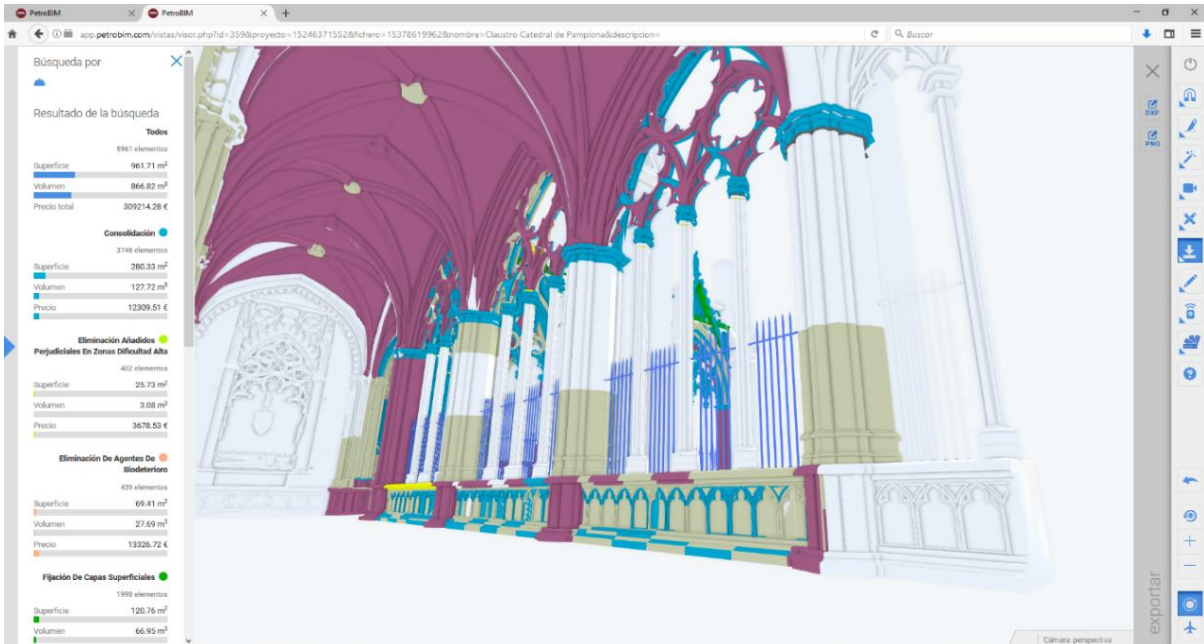 PetroBIM
PetroBIM
app.petrobim.com/vistas/visor.php?id=359&proyecto=152463715552&fichero=15378619962&nombre=Claustro Catedral de Pamplona&descripcion=
Buscar
Búsqueda por
Resultado de la búsqueda
Todos
5961 elementos
Superficie 961.71 m²
Volumen 866.82 m³
Precio total 309214.28 €
Consolidación
3748 elementos
Superficie 280.33 m²
Volumen 127.72 m³
Precio 12309.51 €
Eliminación Añadidos
Perjudiciales En Zonas Dificultad Alta
402 elementos
Superficie 25.73 m²
Volumen 3.08 m³
Precio 3678.53 €
Eliminación De Agentes De
Biodeterioro
439 elementos
Superficie 69.41 m²
Volumen 27.69 m³
Precio 13326.72 €
Fijación De Capas Superficiales
1998 elementos
Superficie 120.76 m²
Volumen 66.95 m³
DXF
PNG
exportar
Cámara perspectiva